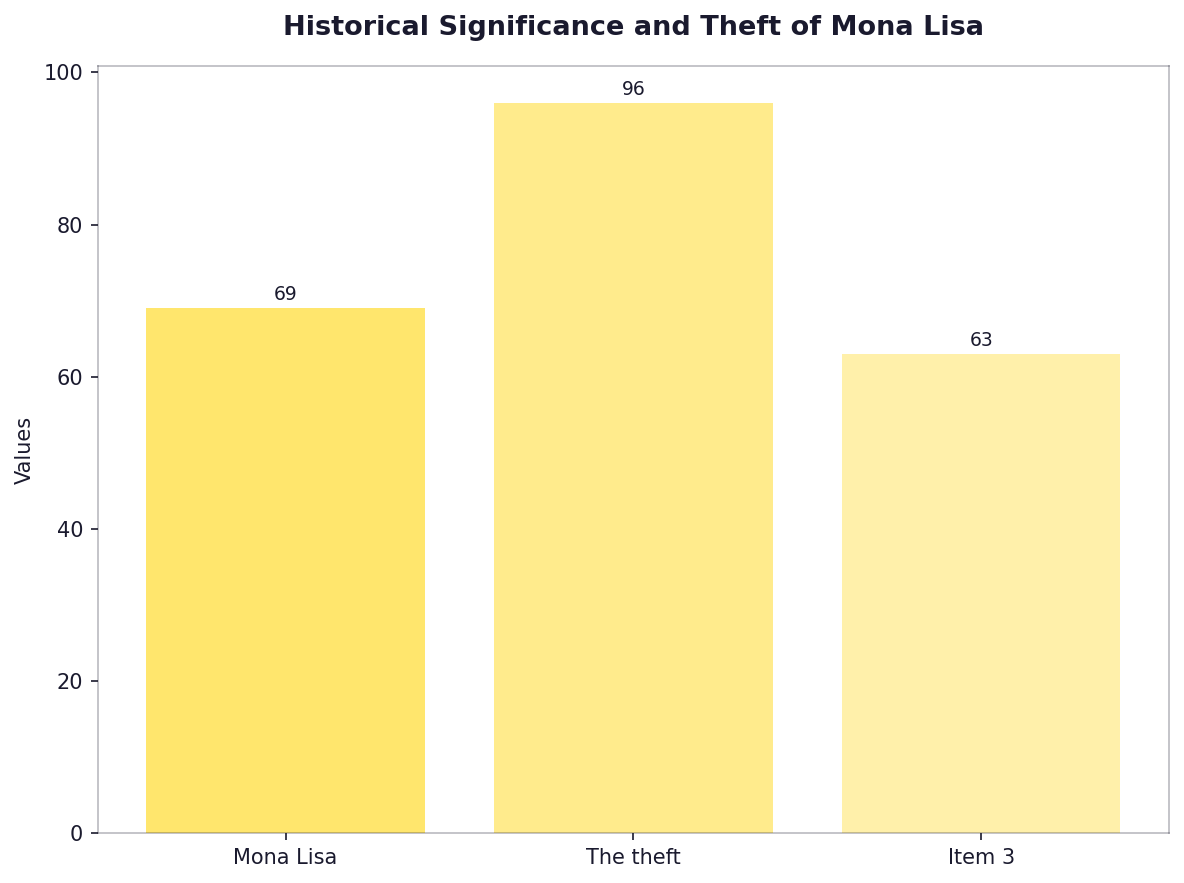 Historical Significance and Theft of Mona Lisa
100
80
60
40
20
0
Values
69
96
63
Mona Lisa
The theft
Item 3